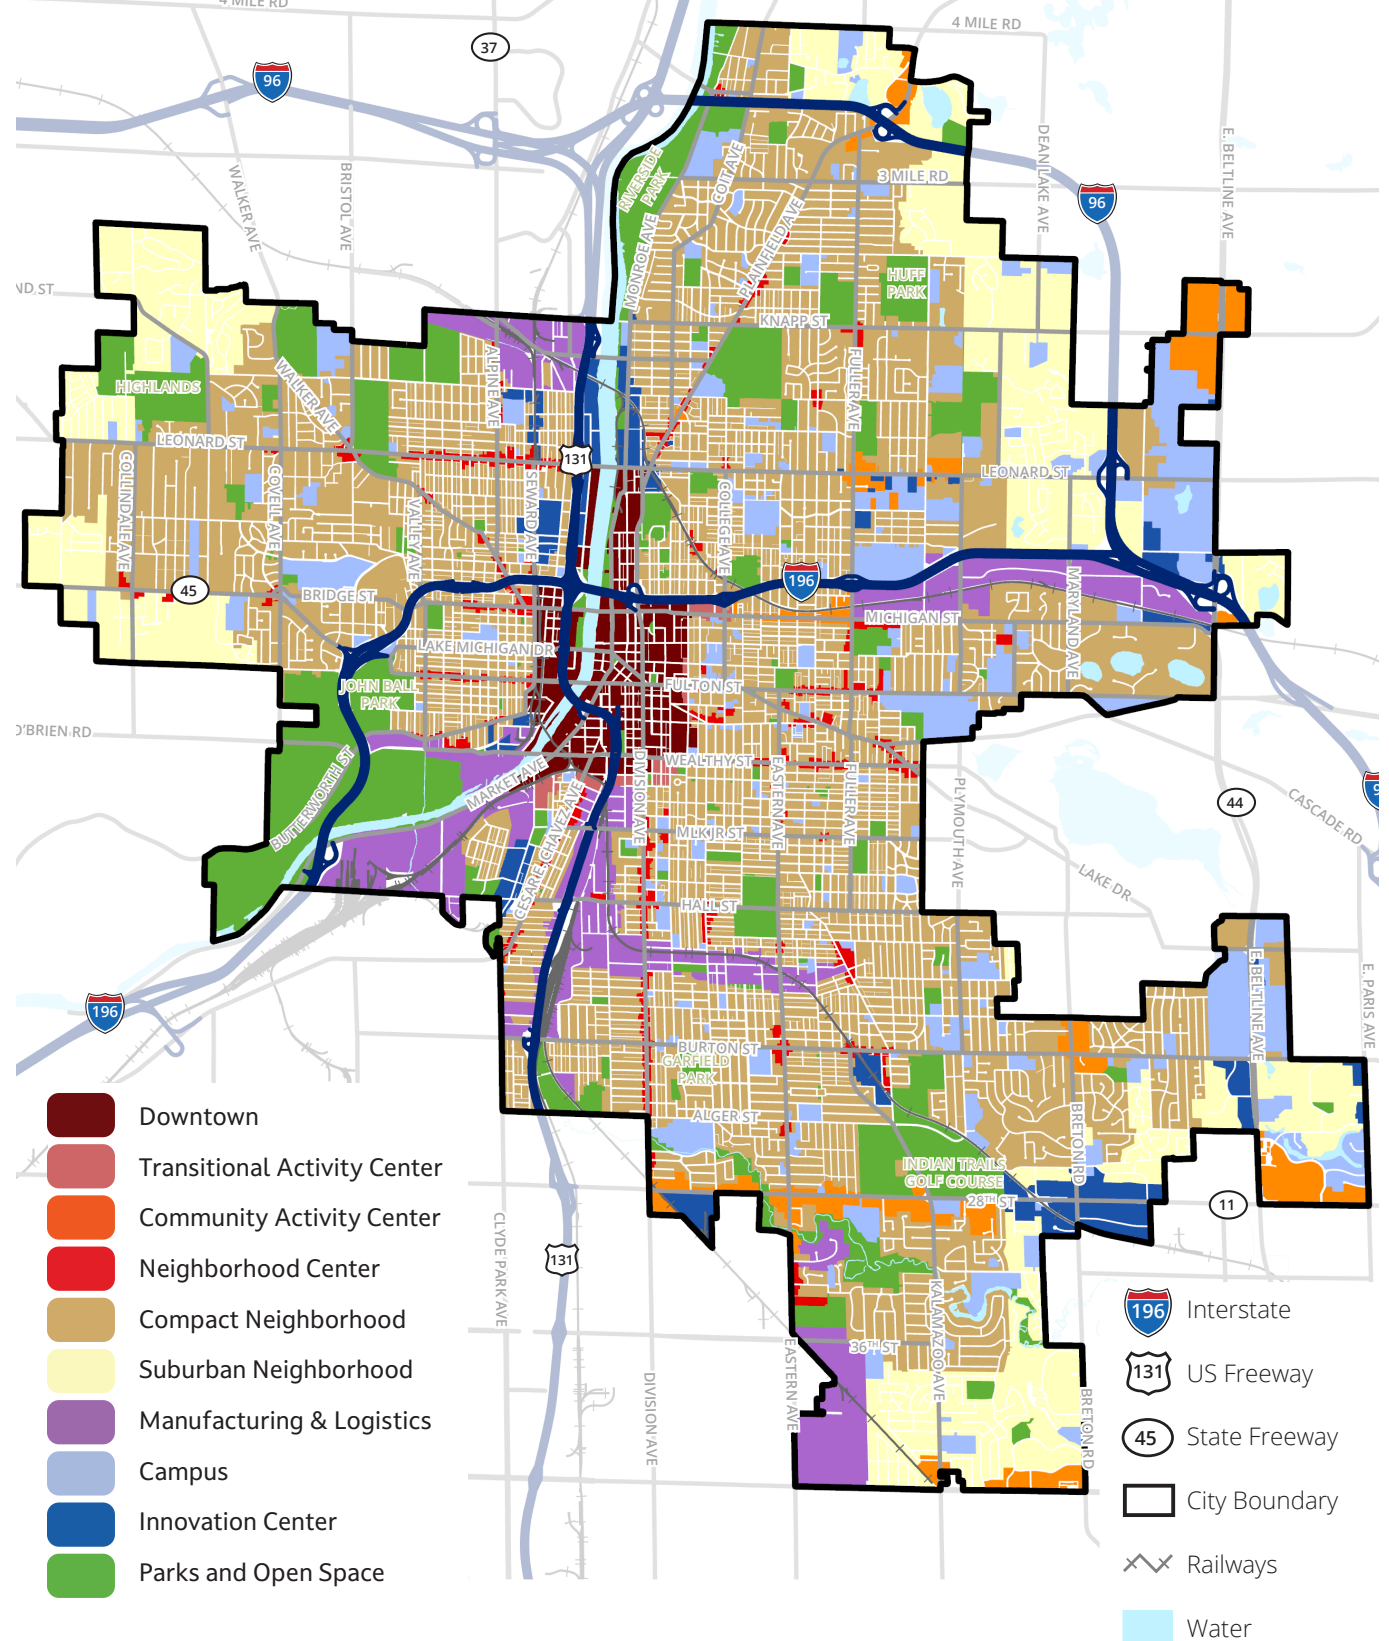 4 MILE RD
4 MILE RD
37
96
DEAN LAKE AVE
E. BELTLINE AVE
WALKER AVE
BRISTOL AVE
RIVERSIDE
PARK
COIT AVE
3 MILE RD
96
PLAINFIELD AVE
MONROE AVE
HUFF
PARK
ND ST
KNAPP ST
HIGHLANDS
WALKER AVE
ALPINE AVE
FULLER AVE
LEONARD ST
131
LEONARD ST
COLLINDALE AVE
COVELL AVE
VALLEY AVE
SEWARD AVE
COLLEGE AVE
45
BRIDGE ST
196
MICHIGAN ST
MARYLAND AVE
LAKE MICHIGAN DR
FULTON ST
JOHN BALL
PARK
O'BRIEN RD
BUTTERWORTH ST
MARKET AVE
WEALTHY ST
DIVISION AVE
EASTERN AVE
FULLER AVE
PLYMOUTH AVE
44
CASCADE RD
9
CESAR E. CHAVEZ AVE
MLK JR ST
LAKE DR
HALL ST
E. BELTLINE AVE
E. PARIS AVE
196
BURTON ST
GARFIELD
PARK
ALGER ST
BRETON RD
INDIAN TRAILS
GOLF COURSE
28TH ST
11
CLYDE PARK AVE
131
KALAMAZOO AVE
36TH ST
EASTERN AVE
DIVISION AVE
BRETON RD
Downtown
Transitional Activity Center
Community Activity Center
Neighborhood Center
Compact Neighborhood
Suburban Neighborhood
Manufacturing & Logistics
Campus
Innovation Center
Parks and Open Space
196 Interstate
131 US Freeway
45 State Freeway
City Boundary
Railways
Water